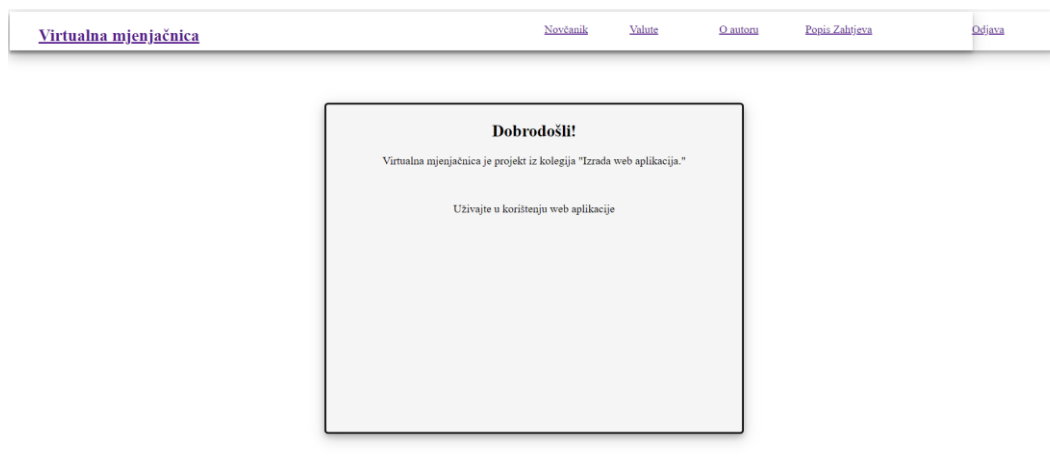 Virtualna mjenjačnica
Novčanik Valute O autoru Popis Zahtjeva Odjava
Dobrodošli!
Virtualna mjenjačnica je projekt iz kolegija "Izrada web aplikacija."
Uživajte u korištenju web aplikacije